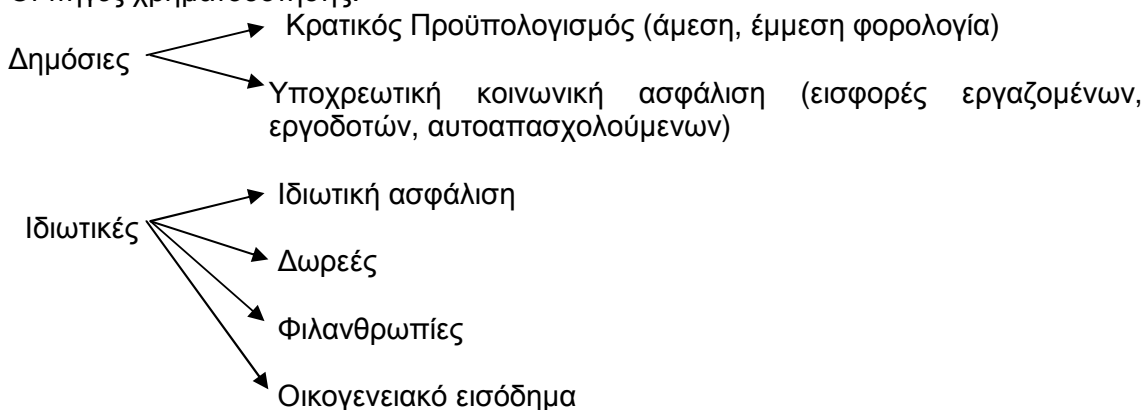 Κρατικός Προϋπολογισμός (άμεση, έμμεση φορολογία)
Δημόσιες
Υποχρεωτική κοινωνική ασφάλιση (εισφορές εργαζομένων,
εργοδοτών, αυτοαπασχολούμενων)
Ιδιωτική ασφάλιση
Ιδιωτικές
Δωρεές
Φιλανθρωπίες
Οικογενειακό εισόδημα